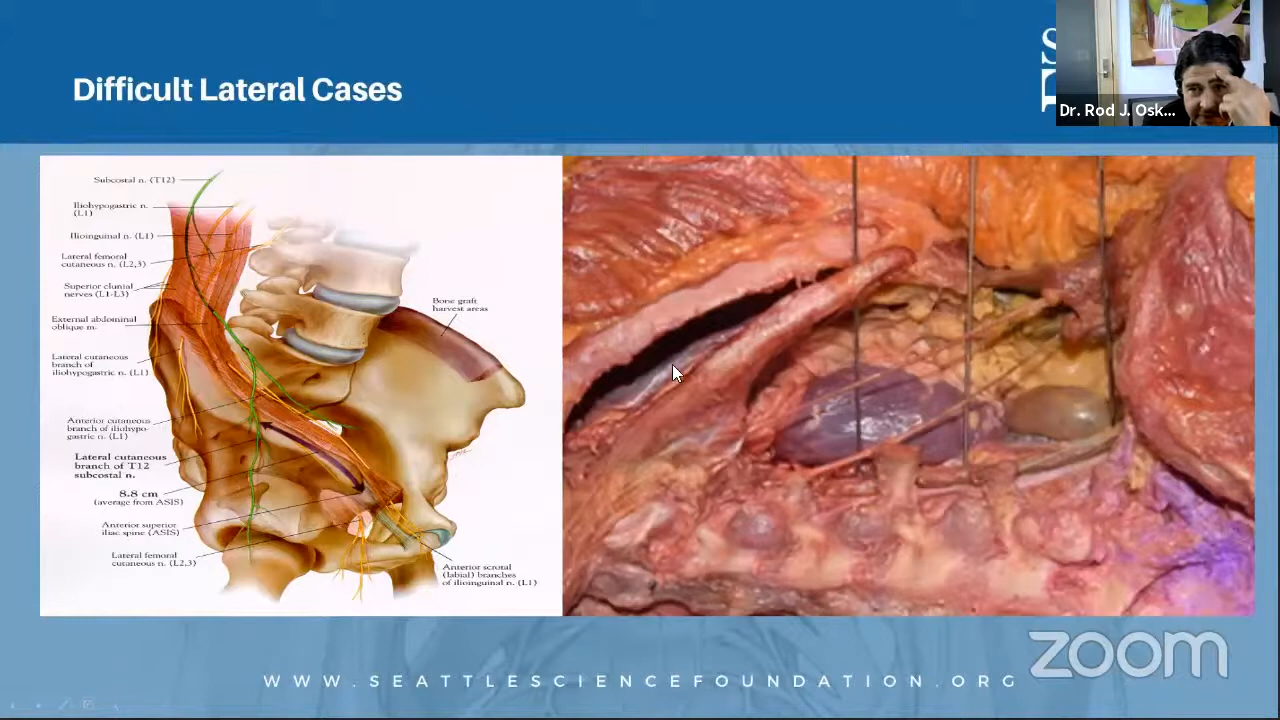 Difficult Lateral Cases
Dr. Rod J. Osk...
Subcostal n. (T12)
Iliohypogastric n.
(L1)
Ilioinguinal n. (L1)
Lateral femoral
cutaneous n. (L2,3)
Superior clunial
nerves (L1-L3)
External abdominal
oblique m.
Lateral cutaneous
branch of
iliohypogastric n. (L1)
Anterior cutaneous
branch of iliohypo-
gastric n. (L1)
Lateral cutaneous
branch of T12
subcostal n.
8.8 cm
(average from ASIS)
Anterior superior
iliac spine (ASIS)
Lateral femoral
cutaneous n. (L2,3)
Bone graft
harvest areas
Anterior scrotal
(labial) branches
of ilioinguinal n. (L1)
zoom
WWW.SEATTLESCIENCEFOUNDATION.ORG